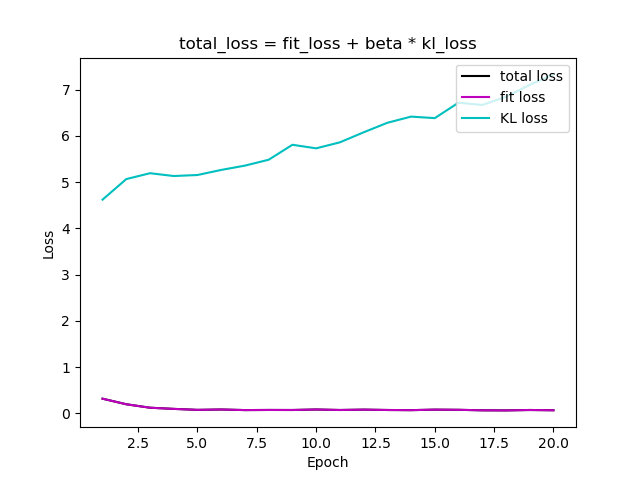 total_loss = fit_loss + beta * kl_loss
total loss
fit loss
KL loss
7
6
5
4
3
2
1
0
Loss
2.5 5.0 7.5 10.0 12.5 15.0 17.5 20.0
Epoch